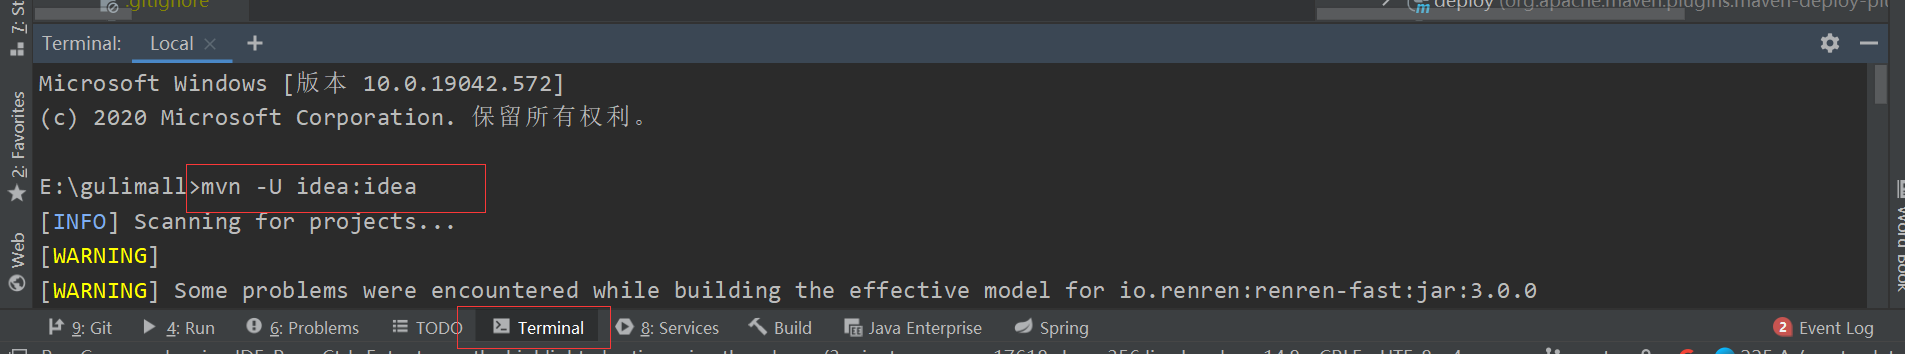 .gitignore
deploy (org.apache.maven.plugins:maven-deploy-plu
7: St
Terminal:
Local
Microsoft Windows [版本 10.0.19042.572]
(c) 2020 Microsoft Corporation. 保留所有权利。
2: Favorites
E:\gulimall>mvn -U idea:idea
[INFO] Scanning for projects...
[WARNING]
[WARNING] Some problems were encountered while building the effective model for io.renren:renren-fast:jar:3.0.0
Web
Word Book
9: Git
4: Run
6: Problems
TODO
Terminal
8: Services
Build
Java Enterprise
Spring
2 Event Log